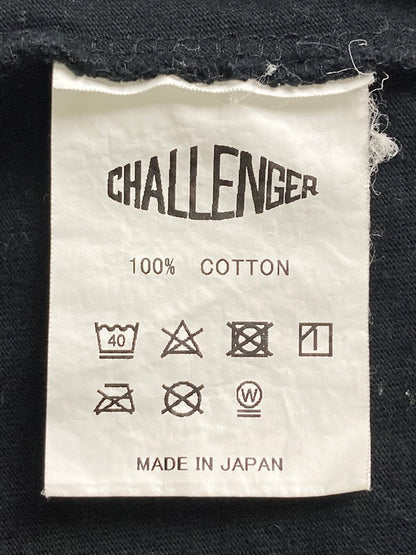 CHALLENGER
100% COTTON
40
W
MADE IN JAPAN